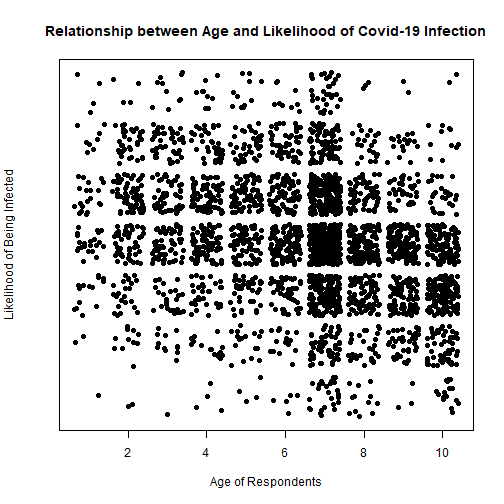 Relationship between Age and Likelihood of Covid-19 Infection
Likelihood of Being Infected
2 4 6 8 10
Age of Respondents